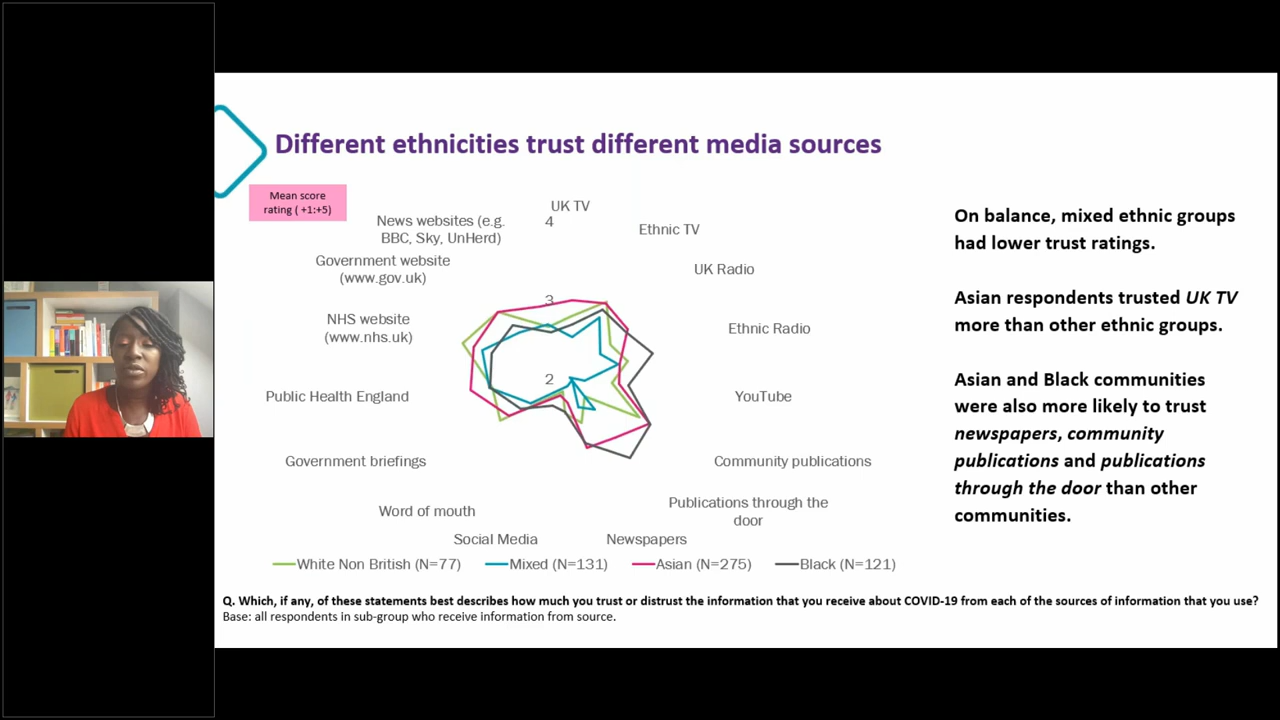 Different ethnicities trust different media sources
Mean score
rating ( +1:+5)
UK TV
4
3
2
Ethnic TV
UK Radio
Ethnic Radio
YouTube
Community publications
Publications through the
door
Newspapers
Social Media
Word of mouth
Government briefings
Public Health England
NHS website
(www.nhs.uk)
Government website
(www.gov.uk)
News websites (e.g.
BBC, Sky, UnHerd)
White Non British (N=77)
Mixed (N=131)
Asian (N=275)
Black (N=121)
On balance, mixed ethnic groups
had lower trust ratings.
Asian respondents trusted UK TV
more than other ethnic groups.
Asian and Black communities
were also more likely to trust
newspapers, community
publications and publications
through the door than other
communities.
Q. Which, if any, of these statements best describes how much you trust or distrust the information that you receive about COVID-19 from each of the sources of information that you use?
Base: all respondents in sub-group who receive information from source.